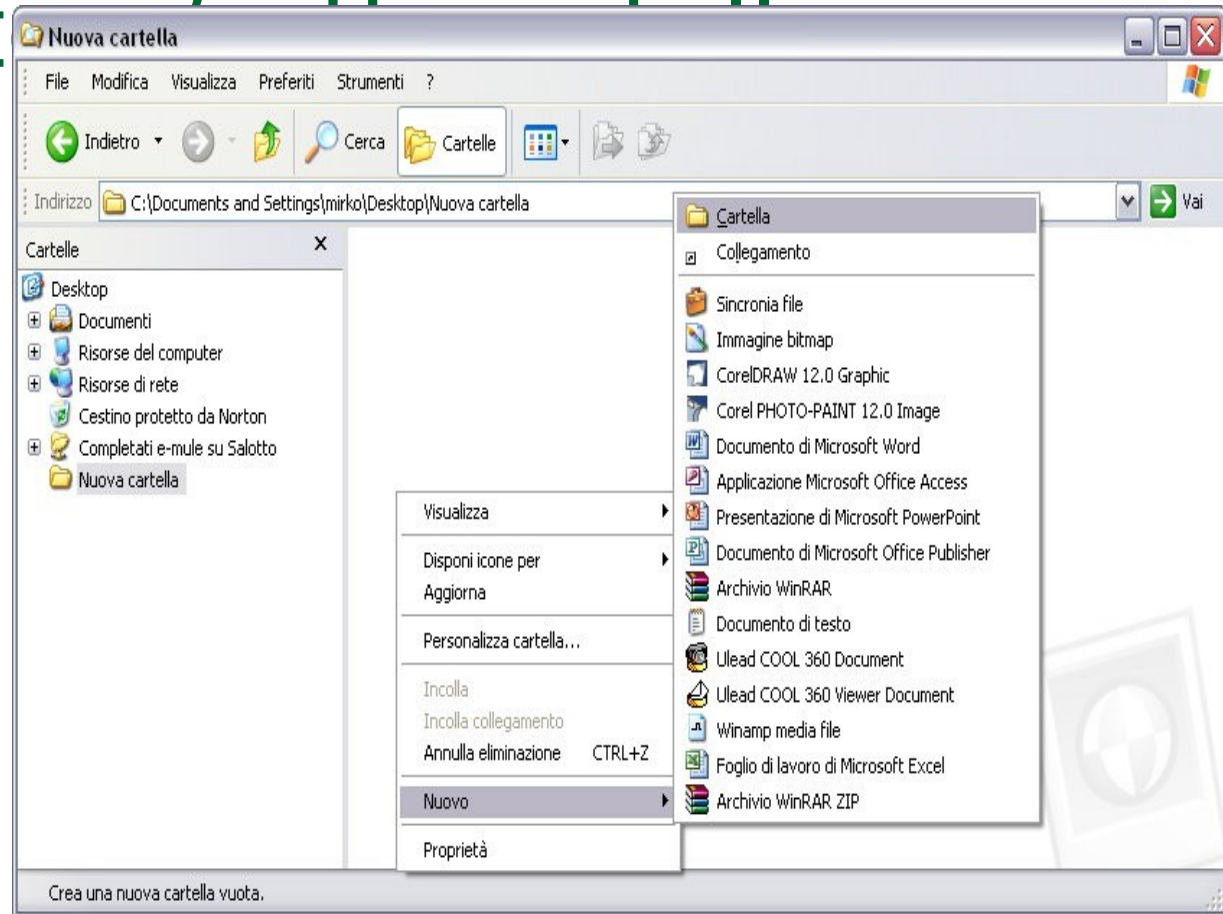 Nuova cartella
File Modifica Visualizza Preferiti Strumenti ?
Indietro Cerca Cartelle
Indirizzo C:\Documents and Settings\mirko\Desktop\Nuova cartella Vai
Cartelle X
Desktop
Documenti
Risorse del computer
Risorse di rete
Cestino protetto da Norton
Completati e-mule su Salotto
Nuova cartella
Visualizza
Disponi icone per
Aggiorna
Personalizza cartella...
Incolla
Incolla collegamento
Annulla eliminazione CTRL+Z
Nuovo
Proprietà
Cartella
Collegamento
Sincronia file
Immagine bitmap
CorelDRAW 12.0 Graphic
Corel PHOTO-PAINT 12.0 Image
Documento di Microsoft Word
Applicazione Microsoft Office Access
Presentazione di Microsoft PowerPoint
Documento di Microsoft Office Publisher
Archivio WinRAR
Documento di testo
Ulead COOL 360 Document
Ulead COOL 360 Viewer Document
Winamp media file
Foglio di lavoro di Microsoft Excel
Archivio WinRAR ZIP
Crea una nuova cartella vuota.